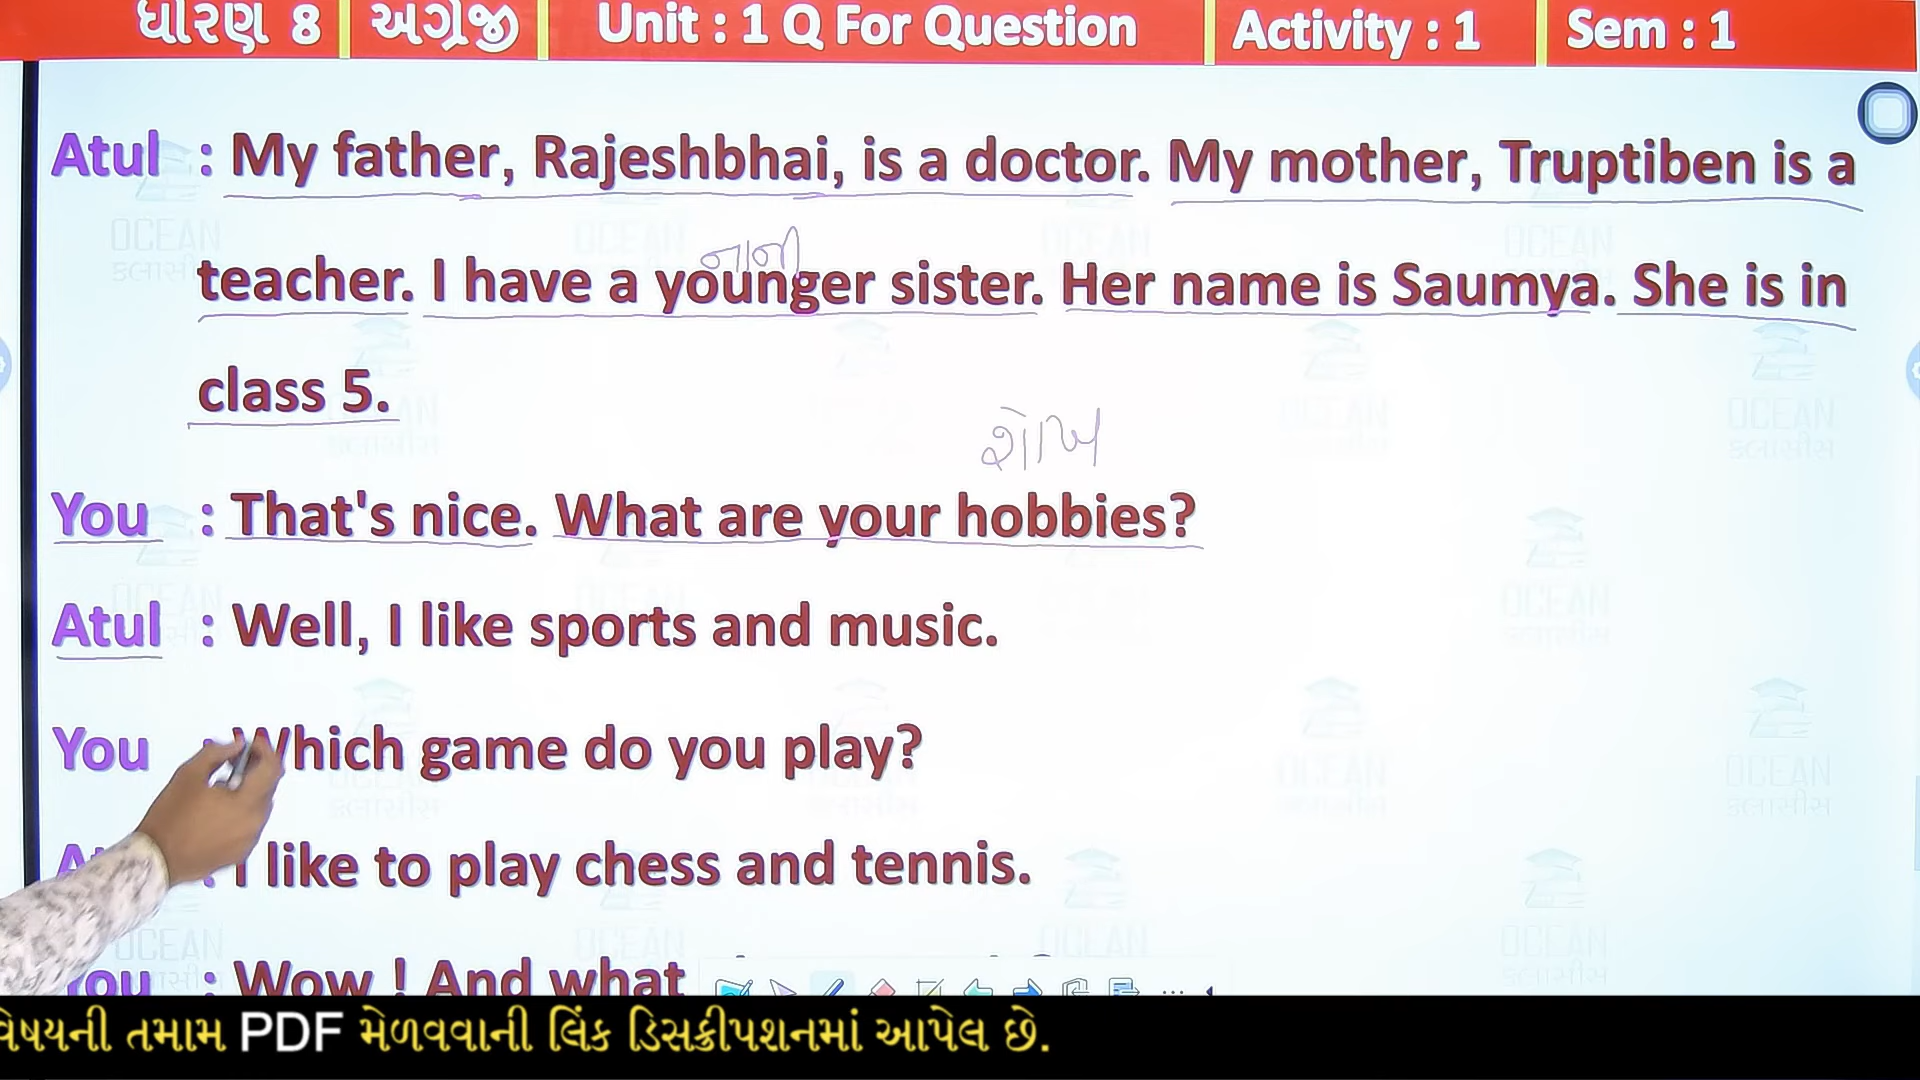 ધોરણ 8 અંગ્રેજી Unit : 1 Q For Question Activity : 1 Sem : 1
Atul : My father, Rajeshbhai, is a doctor. My mother, Truptiben is a
નાની
teacher. I have a younger sister. Her name is Saumya. She is in
class 5.
શોખ
You : That's nice. What are your hobbies?
Atul : Well, I like sports and music.
You : Which game do you play?
: I like to play chess and tennis.
You : Wow ! And what
વિષયની તમામ PDF મેળવવાની લિંક ડિસક્રીપશનમાં આપેલ છે.
OCEAN
ક્લાસીસ